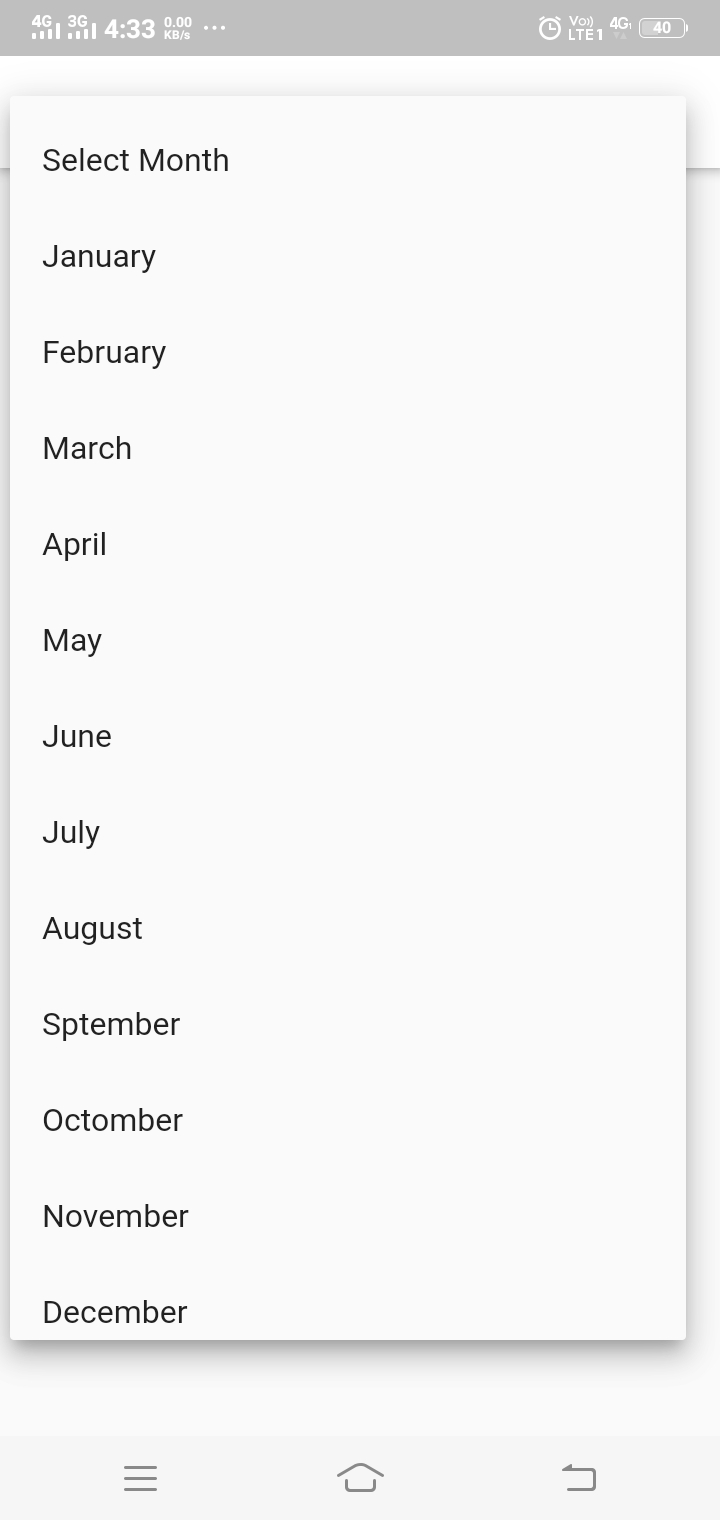 4G 3G 4:33 0.00 KB/s ... Vo)) LTE1 4G 40
Select Month
January
February
March
April
May
June
July
August
Sptember
Octomber
November
December